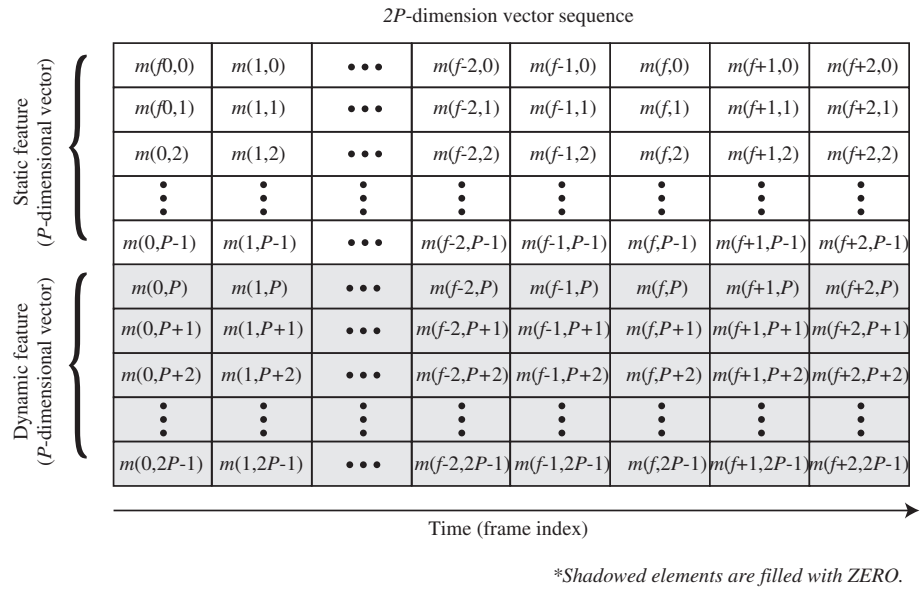 2P-dimension vector sequence
Static feature
(P-dimensional vector)
m(f0,0) m(1,0) ••• m(f-2,0) m(f-1,0) m(f,0) m(f+1,0) m(f+2,0)
m(f0,1) m(1,1) ••• m(f-2,1) m(f-1,1) m(f,1) m(f+1,1) m(f+2,1)
m(0,2) m(1,2) ••• m(f-2,2) m(f-1,2) m(f,2) m(f+1,2) m(f+2,2)
m(0,P-1) m(1,P-1) ••• m(f-2,P-1) m(f-1,P-1) m(f,P-1) m(f+1,P-1) m(f+2,P-1)
Dynamic feature
(P-dimensional vector)
m(0,P) m(1,P) ••• m(f-2,P) m(f-1,P) m(f,P) m(f+1,P) m(f+2,P)
m(0,P+1) m(1,P+1) ••• m(f-2,P+1) m(f-1,P+1) m(f,P+1) m(f+1,P+1) m(f+2,P+1)
m(0,P+2) m(1,P+2) ••• m(f-2,P+2) m(f-1,P+2) m(f,P+2) m(f+1,P+2) m(f+2,P+2)
m(0,2P-1) m(1,2P-1) ••• m(f-2,2P-1) m(f-1,2P-1) m(f,2P-1) m(f+1,2P-1) m(f+2,2P-1)
Time (frame index)
*Shadowed elements are filled with ZERO.